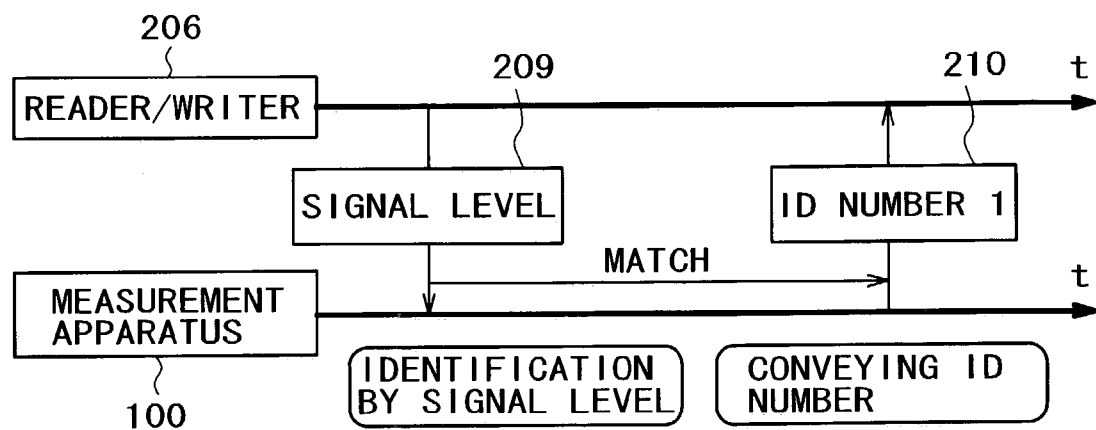 206
209
210
t
READER/WRITER
SIGNAL LEVEL
ID NUMBER 1
MATCH
t
MEASUREMENT
APPARATUS
100
IDENTIFICATION
BY SIGNAL LEVEL
CONVEYING ID
NUMBER